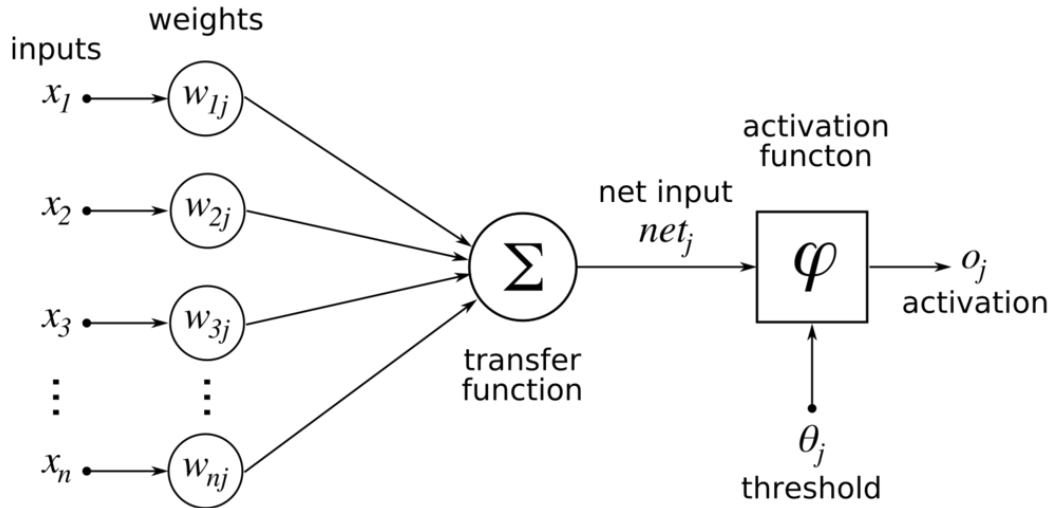 weights
inputs
x₁
w₁ⱼ
x₂
w₂ⱼ
x₃
w₃ⱼ
⋮ ⋮
xₙ
wₙⱼ
Σ
transfer
function
net input
netⱼ
activation
functon
φ
oⱼ
activation
θⱼ
threshold